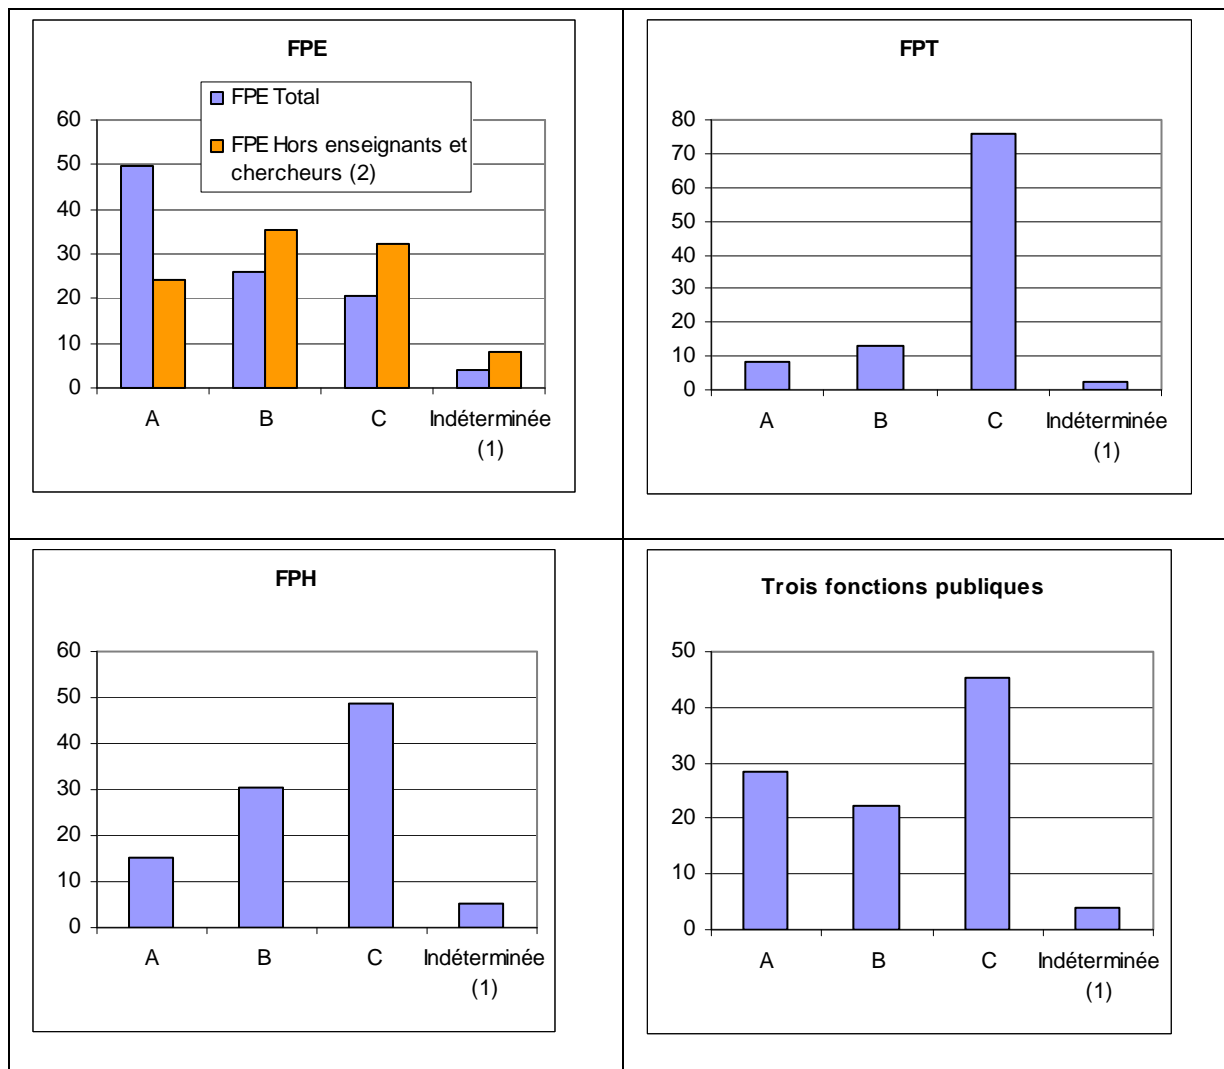 FPE
FPE Total
FPE Hors enseignants et
chercheurs (2)
60
50
40
30
20
10
0
A
B
C
Indéterminée
(1)
FPT
80
70
60
50
40
30
20
10
0
A
B
C
Indéterminée
(1)
FPH
60
50
40
30
20
10
0
A
B
C
Indéterminée
(1)
Trois fonctions publiques
50
40
30
20
10
0
A
B
C
Indéterminée
(1)